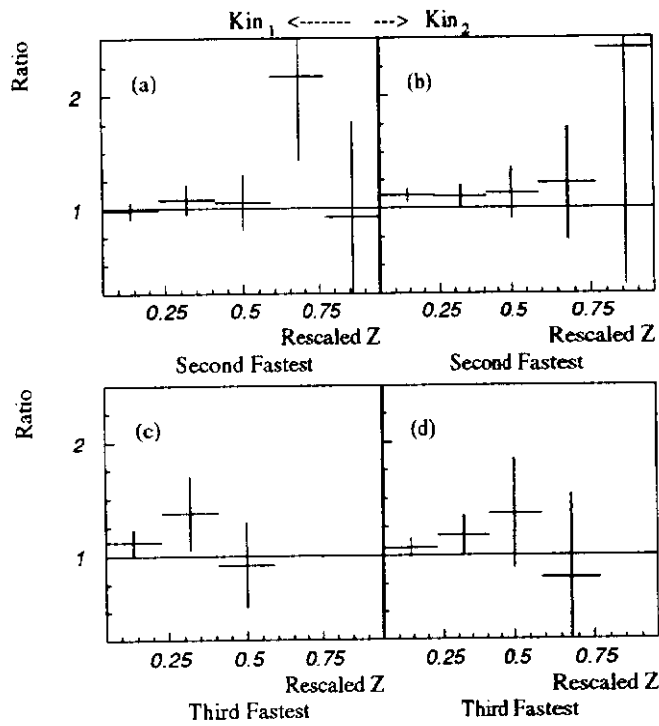 Kin1 <------- ---> Kin2
Ratio
(a)
(b)
2
1
0.25 0.5 0.75 0.25 0.5 0.75
Rescaled Z Rescaled Z
Second Fastest Second Fastest
Ratio
(c)
(d)
2
1
0.25 0.5 0.75 0.25 0.5 0.75
Rescaled Z Rescaled Z
Third Fastest Third Fastest